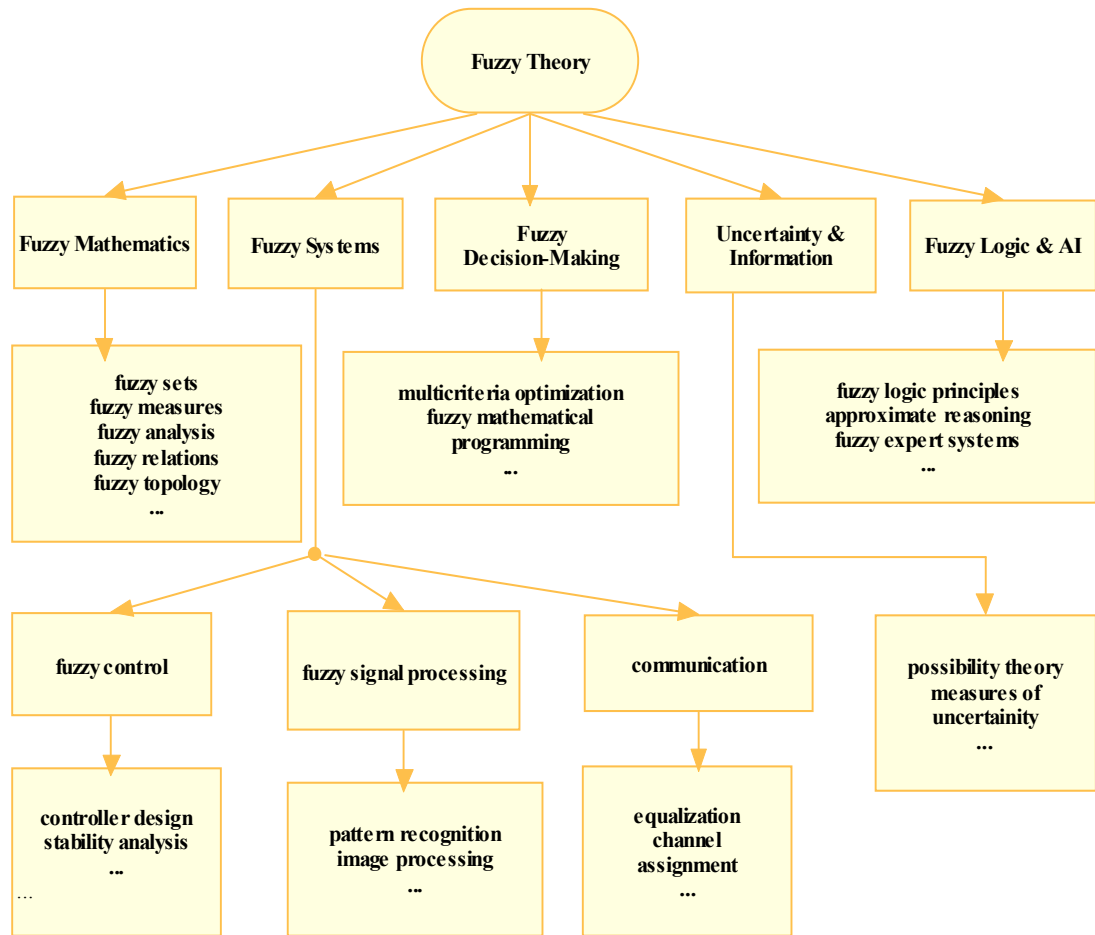 Fuzzy Theory
Fuzzy Mathematics
Fuzzy Systems
Fuzzy
Decision-Making
Uncertainty &
Information
Fuzzy Logic & AI
fuzzy sets
fuzzy measures
fuzzy analysis
fuzzy relations
fuzzy topology
...
multicriteria optimization
fuzzy mathematical
programming
...
fuzzy logic principles
approximate reasoning
fuzzy expert systems
...
fuzzy control
fuzzy signal processing
communication
possibility theory
measures of
uncertainity
...
controller design
stability analysis
...
...
pattern recognition
image processing
...
equalization
channel
assignment
...